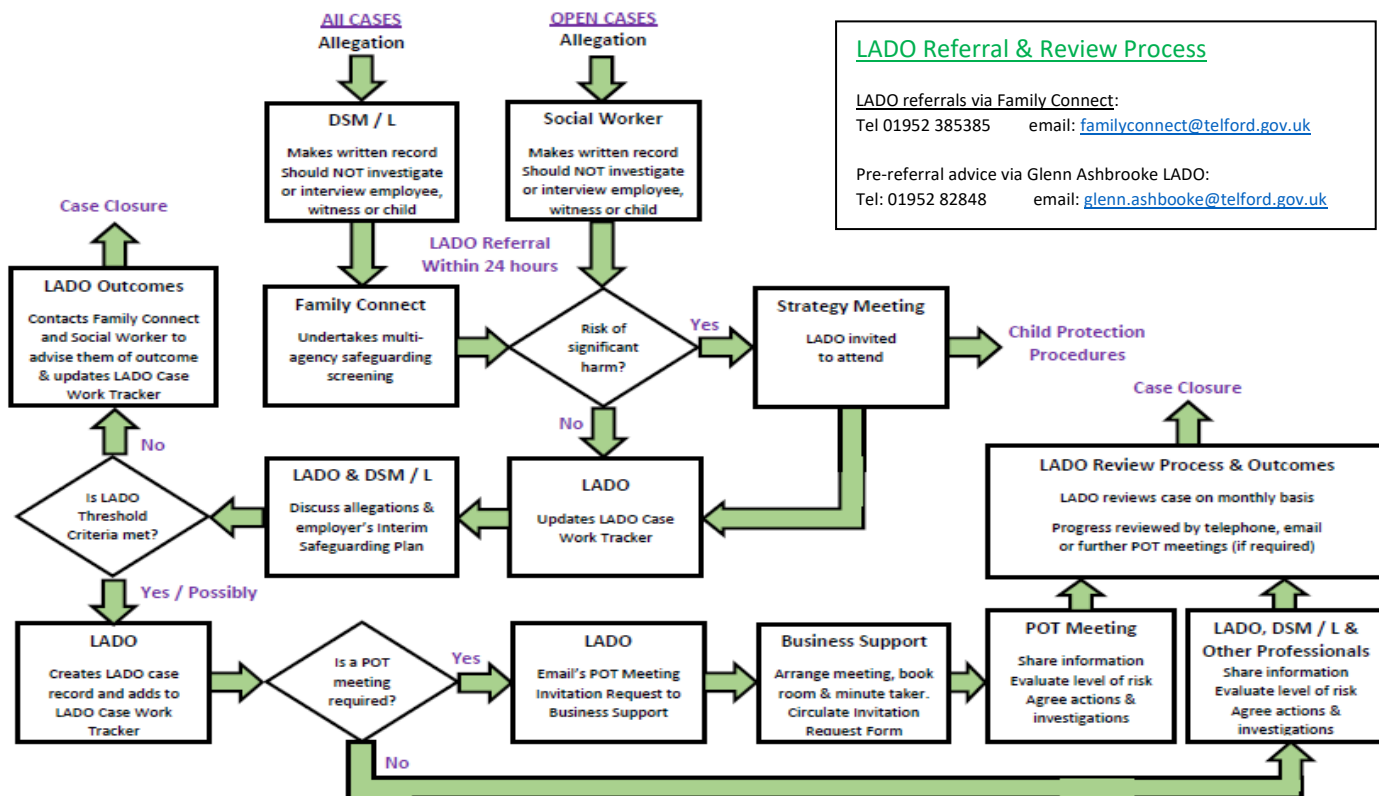 All CASES
Allegation
OPEN CASES
Allegation
LADO Referral & Review Process
LADO referrals via Family Connect:
Tel 01952 385385 email: familyconnect@telford.gov.uk
Pre-referral advice via Glenn Ashbrooke LADO:
Tel: 01952 82848 email: glenn.ashbooke@telford.gov.uk
DSM / L
Makes written record
Should NOT investigate
or interview employee,
witness or child
Social Worker
Makes written record
Should NOT investigate
or interview employee,
witness or child
Case Closure
LADO Referral
Within 24 hours
LADO Outcomes
Contacts Family Connect
and Social Worker to
advise them of outcome
& updates LADO Case
Work Tracker
Family Connect
Undertakes multi-
agency safeguarding
screening
Risk of
significant
harm?
Yes
Strategy Meeting
LADO invited
to attend
Child Protection
Procedures
Case Closure
No
No
Is LADO
Threshold
Criteria met?
LADO & DSM / L
Discuss allegations &
employer's Interim
Safeguarding Plan
LADO
Updates LADO Case
Work Tracker
LADO Review Process & Outcomes
LADO reviews case on monthly basis
Progress reviewed by telephone, email
or further POT meetings (if required)
Yes / Possibly
LADO
Creates LADO case
record and adds to
LADO Case Work
Tracker
Is a POT
meeting
required?
Yes
LADO
Email's POT Meeting
Invitation Request to
Business Support
Business Support
Arrange meeting, book
room & minute taker.
Circulate Invitation
Request Form
POT Meeting
Share information
Evaluate level of risk
Agree actions &
investigations
LADO, DSM / L &
Other Professionals
Share information
Evaluate level of risk
Agree actions &
investigations
No